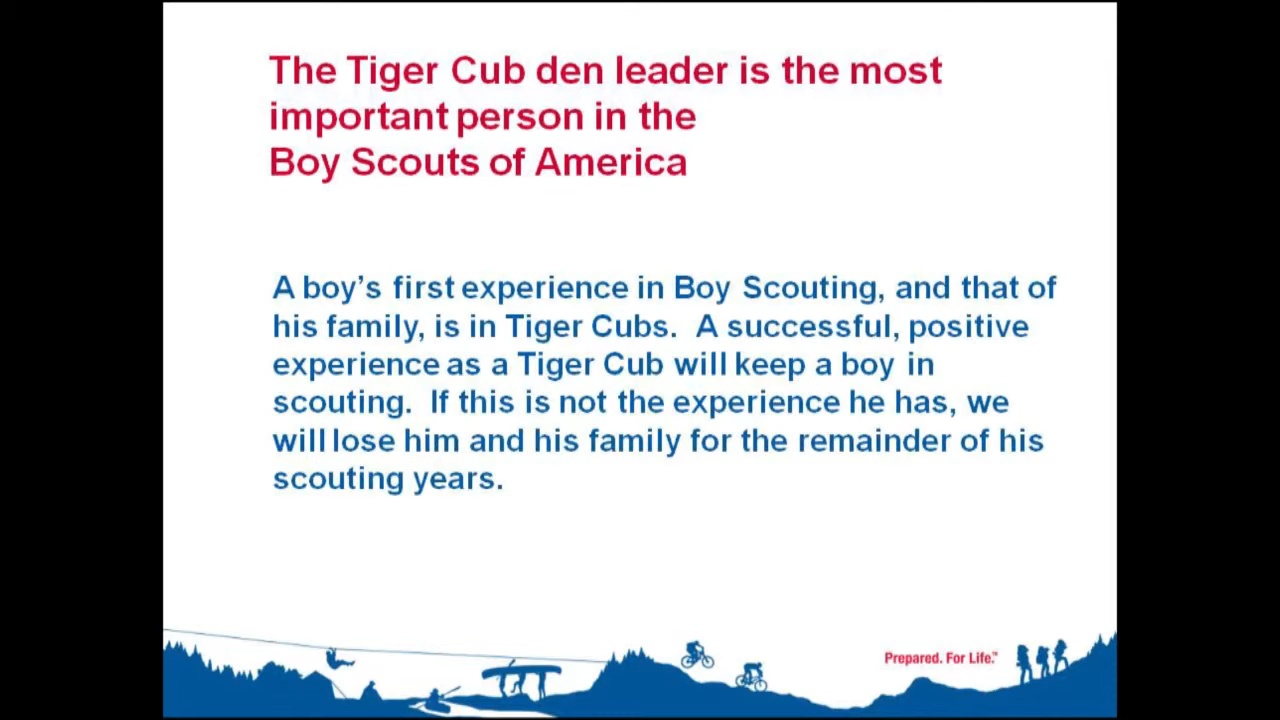 The Tiger Cub den leader is the most
important person in the
Boy Scouts of America
A boy's first experience in Boy Scouting, and that of
his family, is in Tiger Cubs.  A successful, positive
experience as a Tiger Cub will keep a boy in
scouting.  If this is not the experience he has, we
will lose him and his family for the remainder of his
scouting years.
Prepared. For Life.™